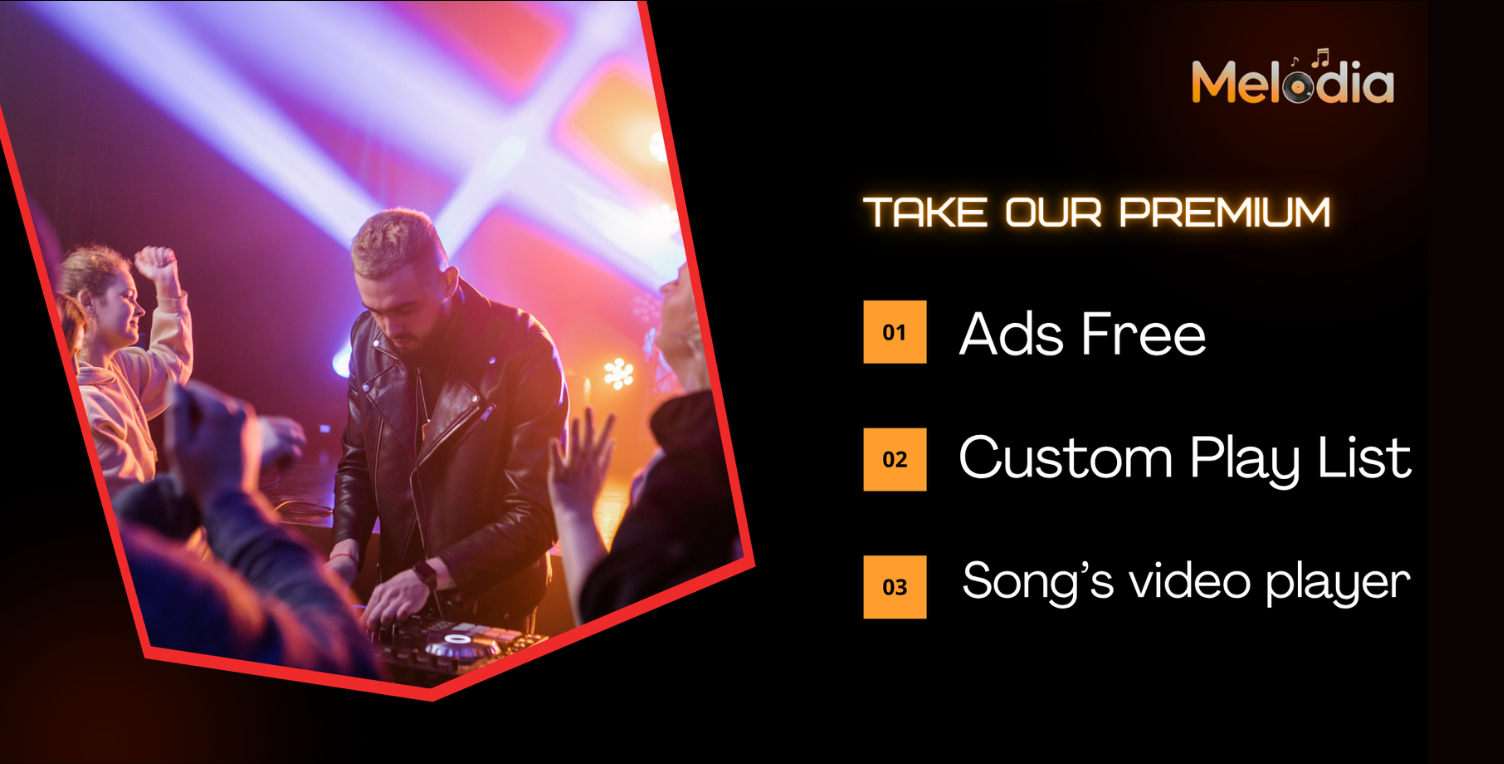 Melodia
TAKE OUR PREMIUM
01 Ads Free
02 Custom Play List
03 Song’s video player